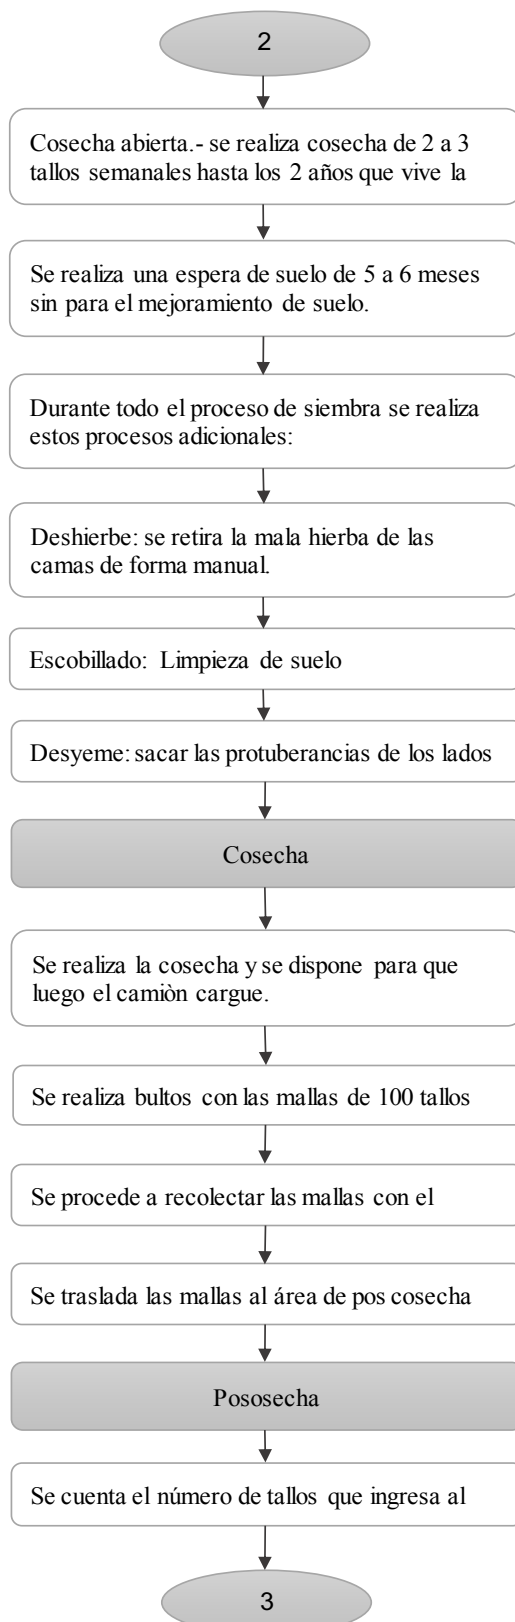 2
Cosecha abierta.- se realiza cosecha de 2 a 3
tallos semanales hasta los 2 años que vive la
Se realiza una espera de suelo de 5 a 6 meses
sin para el mejoramiento de suelo.
Durante todo el proceso de siembra se realiza
estos procesos adicionales:
Deshierbe: se retira la mala hierba de las
camas de forma manual.
Escobillado: Limpieza de suelo
Desyeme: sacar las protuberancias de los lados
Cosecha
Se realiza la cosecha y se dispone para que
luego el camiòn cargue.
Se realiza bultos con las mallas de 100 tallos
Se procede a recolectar las mallas con el
Se traslada las mallas al área de pos cosecha
Pososecha
Se cuenta el número de tallos que ingresa al
3